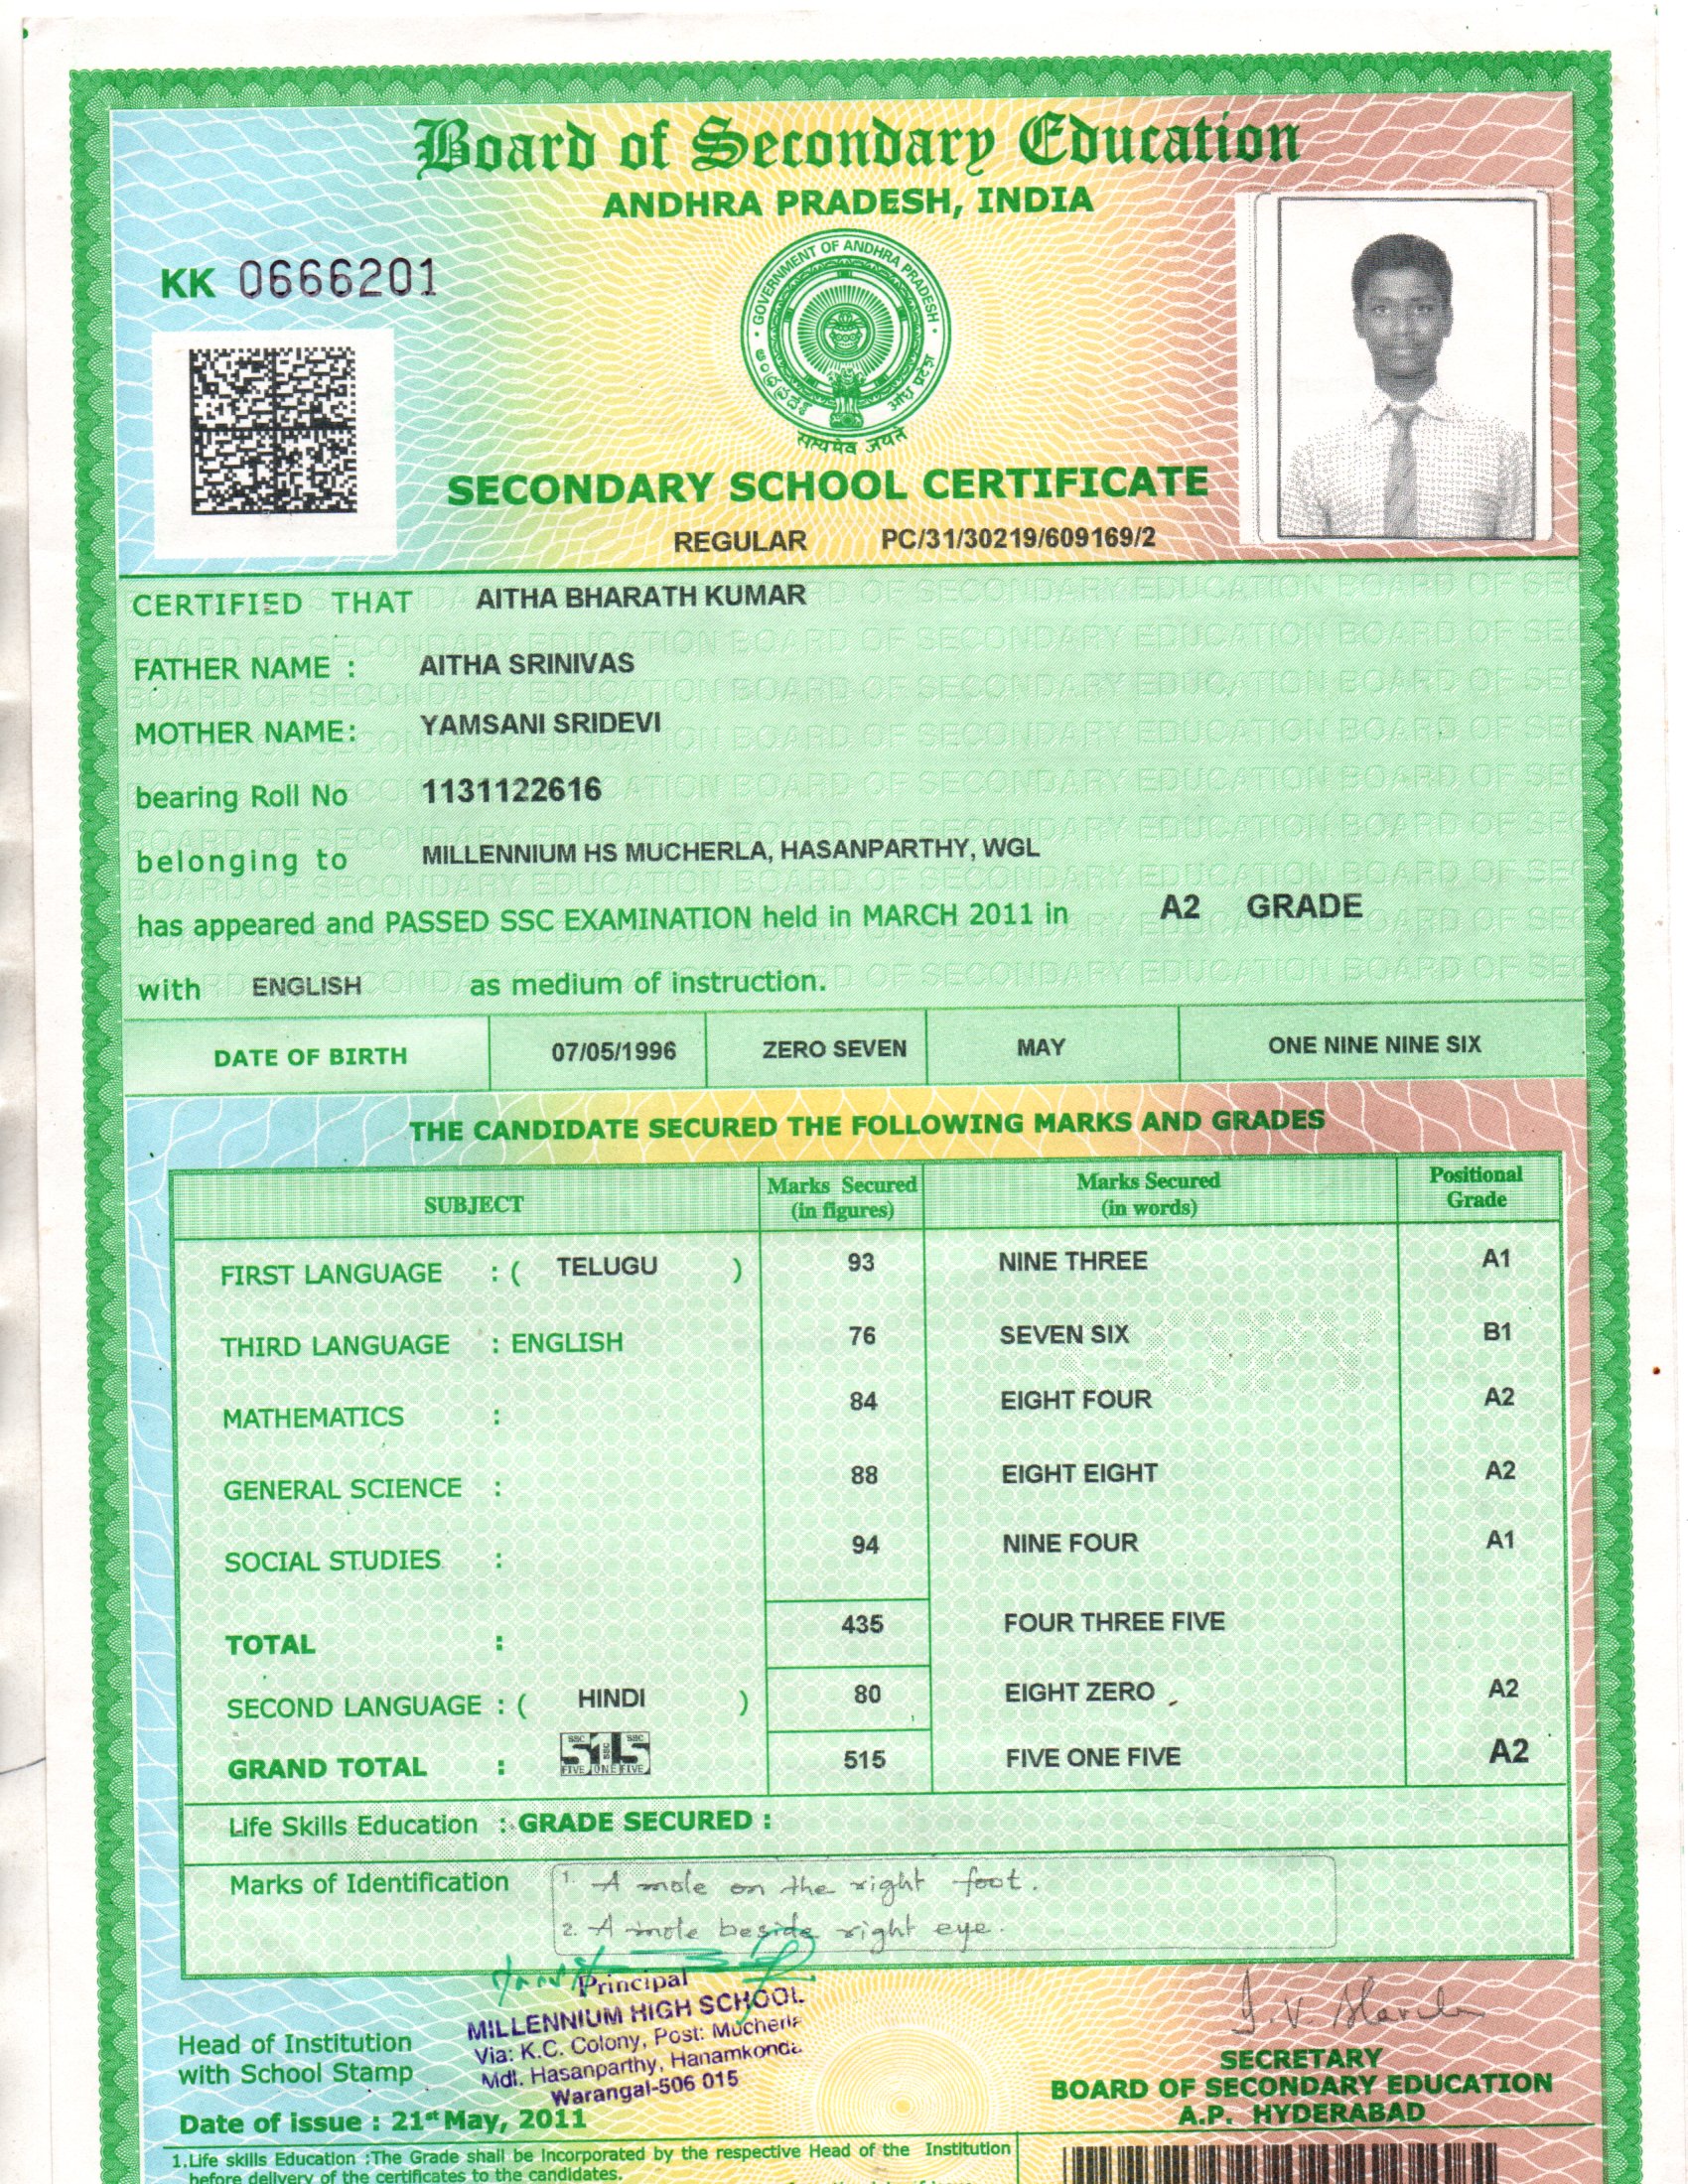 Board of Secondary Education
ANDHRA PRADESH, INDIA
KK 0666201
GOVERNMENT OF ANDHRA PRADESH
ఆంధ్రప్రదేశ్
आंध्र प्रदेश
सत्यमेव जयते
SECONDARY SCHOOL CERTIFICATE
REGULAR PC/31/30219/609169/2
CERTIFIED THAT AITHA BHARATH KUMAR
FATHER NAME : AITHA SRINIVAS
MOTHER NAME: YAMSANI SRIDEVI
bearing Roll No 1131122616
belonging to MILLENNIUM HS MUCHERLA, HASANPARTHY, WGL
has appeared and PASSED SSC EXAMINATION held in MARCH 2011 in A2 GRADE
with ENGLISH as medium of instruction.
DATE OF BIRTH 07/05/1996 ZERO SEVEN MAY ONE NINE NINE SIX
THE CANDIDATE SECURED THE FOLLOWING MARKS AND GRADES
SUBJECT Marks Secured (in figures) Marks Secured (in words) Positional Grade
FIRST LANGUAGE : ( TELUGU ) 93 NINE THREE A1
THIRD LANGUAGE : ENGLISH 76 SEVEN SIX B1
MATHEMATICS : 84 EIGHT FOUR A2
GENERAL SCIENCE : 88 EIGHT EIGHT A2
SOCIAL STUDIES : 94 NINE FOUR A1
TOTAL : 435 FOUR THREE FIVE
SECOND LANGUAGE : ( HINDI ) 80 EIGHT ZERO A2
GRAND TOTAL : 515 515 FIVE ONE FIVE A2
SSC SSC SSC
FIVE ONE FIVE
Life Skills Education : GRADE SECURED :
Marks of Identification 1. A mole on the right foot.
2. A mole beside right eye.
Principal
MILLENNIUM HIGH SCHOOL
Via: K.C. Colony, Post: Mucherla
Mdl. Hasanparthy, Hanamkonda
Warangal-506 015
Head of Institution
with School Stamp
Date of issue : 21st May, 2011
SECRETARY
BOARD OF SECONDARY EDUCATION
A.P. HYDERABAD
1.Life skills Education :The Grade shall be incorporated by the respective Head of the Institution
before delivery of the certificates to the candidates.